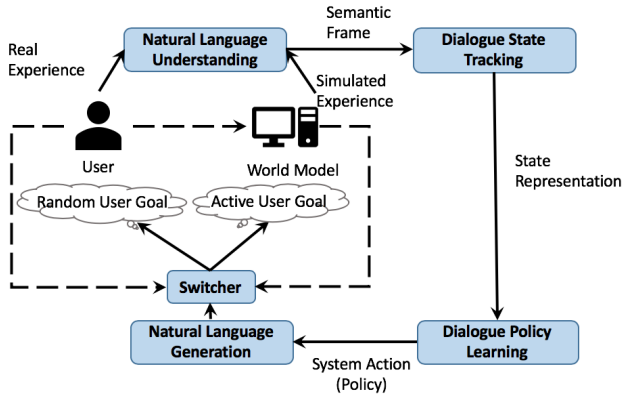 Semantic
Frame
Natural Language
Understanding
Dialogue State
Tracking
Real
Experience
Simulated
Experience
User
World Model
State
Representation
Random User Goal
Active User Goal
Switcher
Natural Language
Generation
Dialogue Policy
Learning
System Action
(Policy)